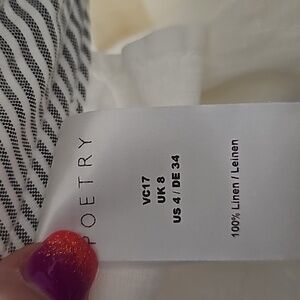 POETRY
VC17
UK 8
US 4 / DE 34
100% Linen / Leinen